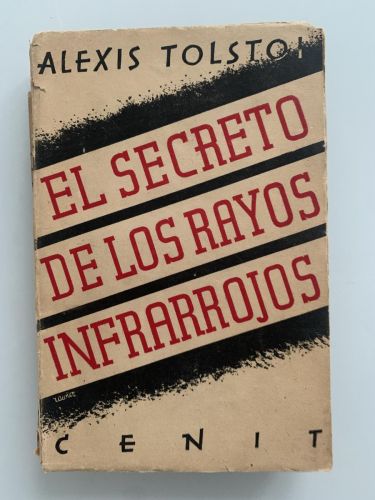 ALEXIS TOLSTOI
EL SECRETO
DE LOS RAYOS
INFRARROJOS
CENIT